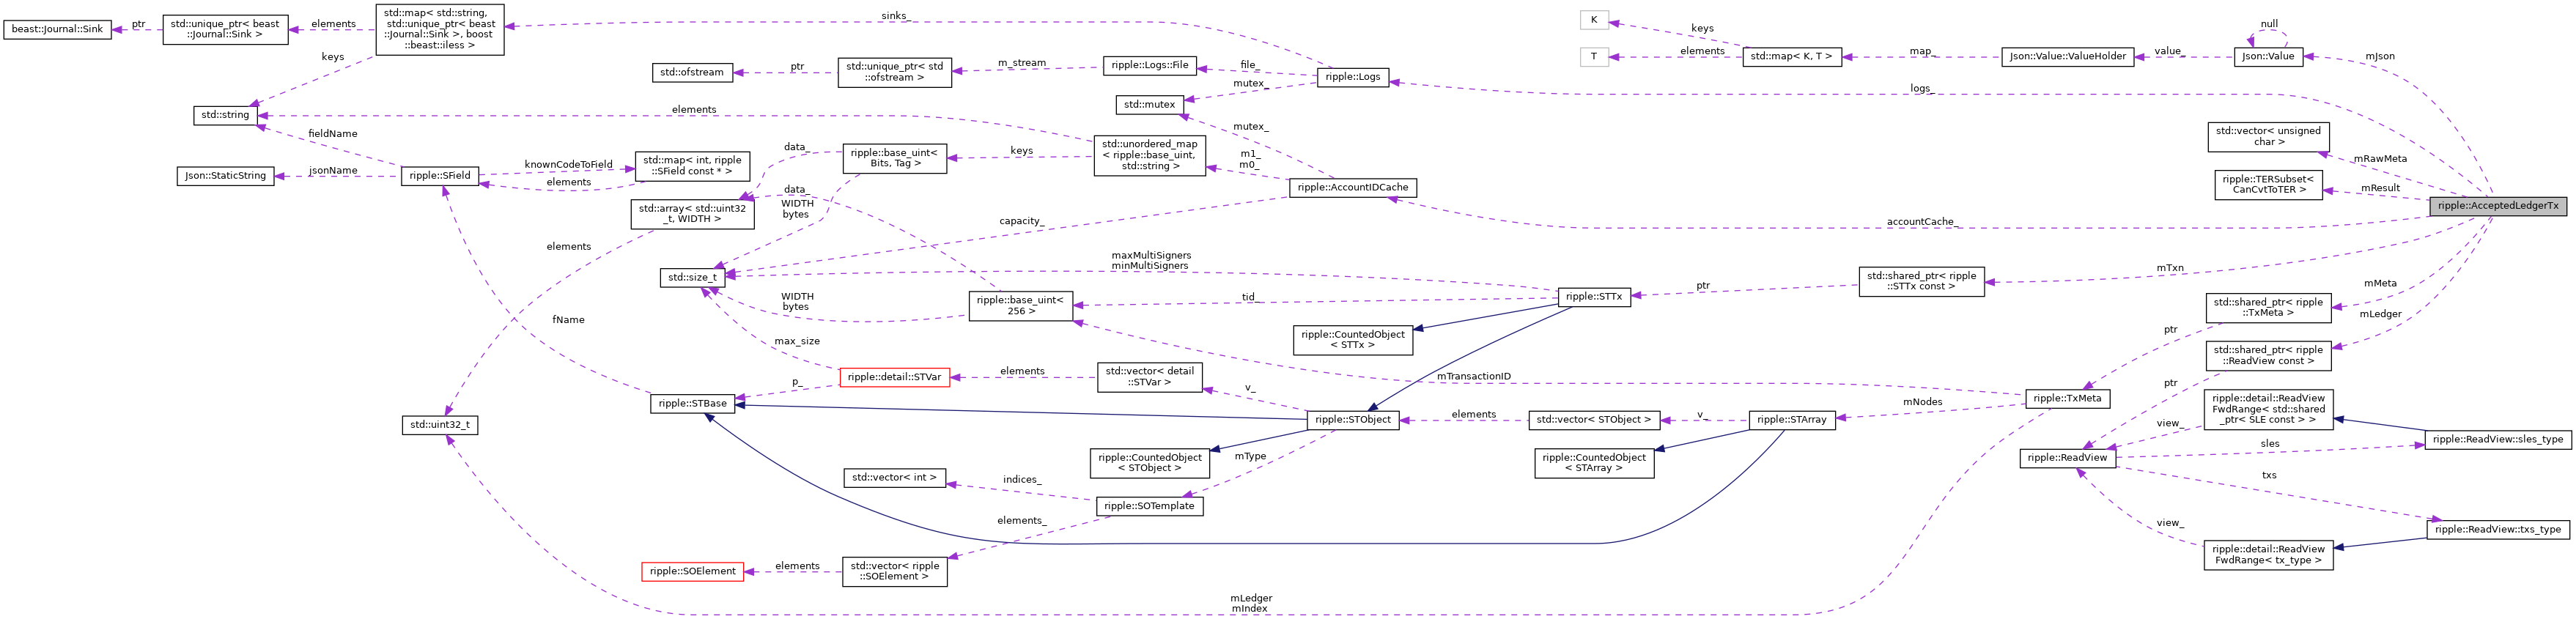 beast::Journal::Sink
ptr_
std::unique_ptr< beast
::Journal::Sink >
elements
std::map< std::string,
std::unique_ptr< beast
::Journal::Sink >, boost
::beast::iless >
sinks_
keys
std::string
fieldName
elements
Json::StaticString
jsonName
ripple::SField
knownCodeToField
elements
std::map< int, ripple
::SField const * >
std::ofstream
ptr
std::unique_ptr< std
::ofstream >
m_stream
ripple::Logs::File
file_
mutex_
std::mutex
mutex_
ripple::Logs
logs_
K
keys
T
elements
std::map< K, T >
map_
Json::Value::ValueHolder
value_
null
Json::Value
mJson
std::array< std::uint32
_t, WIDTH >
elements
data_
ripple::base_uint<
Bits, Tag >
keys
std::unordered_map
< ripple::base_uint,
std::string >
m1_
m0_
ripple::AccountIDCache
capacity_
accountCache_
data_
WIDTH
bytes
std::size_t
maxMultiSigners
minMultiSigners
WIDTH
bytes
ripple::base_uint<
256 >
tid_
max_size
ripple::detail::STVar
p_
ripple::STBase
fName
std::uint32_t
elements
std::vector< detail
::STVar >
v_
ripple::STTx
ripple::CountedObject
< STTx >
ptr
std::shared_ptr< ripple
::STTx const >
mTxn
mTransactionID
ripple::STObject
elements
std::vector< STObject >
v_
ripple::STArray
mNodes
ripple::CountedObject
< STObject >
mType
ripple::CountedObject
< STArray >
std::vector< int >
indices_
ripple::SOTemplate
elements_
ripple::SOElement
elements
std::vector< ripple
::SOElement >
mLedger
mIndex
std::vector< unsigned
char >
mRawMeta
ripple::TERSubset<
CanCvtToTER >
mResult
ripple::AcceptedLedgerTx
std::shared_ptr< ripple
::TxMeta >
mMeta
ptr
mLedger
std::shared_ptr< ripple
::ReadView const >
ptr
ripple::TxMeta
ripple::detail::ReadView
FwdRange< std::shared
_ptr< SLE const > >
view_
sles
ripple::ReadView::sles_type
ripple::ReadView
txs
ripple::ReadView::txs_type
view_
ripple::detail::ReadView
FwdRange< tx_type >